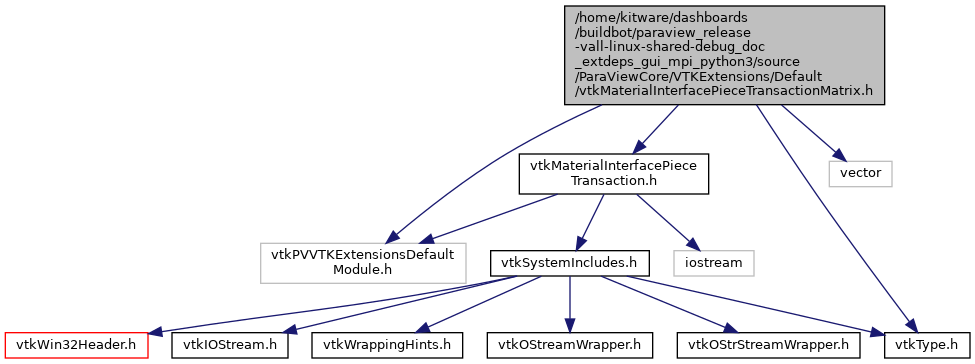 /home/kitware/dashboards
/buildbot/paraview_release
-vall-linux-shared-debug_doc
_extdeps_gui_mpi_python3/source
/ParaViewCore/VTKExtensions/Default
/vtkMaterialInterfacePieceTransactionMatrix.h
vtkMaterialInterfacePiece
Transaction.h
vector
vtkPVVTKExtensionsDefault
Module.h
vtkSystemIncludes.h
iostream
vtkWin32Header.h
vtkIOStream.h
vtkWrappingHints.h
vtkOStreamWrapper.h
vtkOStrStreamWrapper.h
vtkType.h